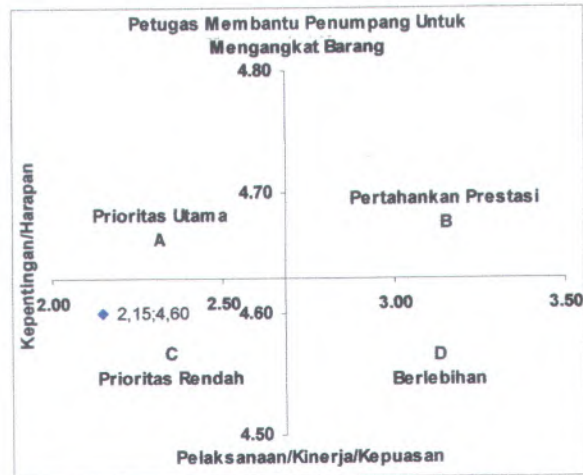 Petugas Membantu Penumpang Untuk
Mengangkat Barang
4.80
4.70
Prioritas Utama
A
Pertahankan Prestasi
B
Kepentingan/Harapan
2.00
2.50
3.00
3.50
2,15;4,60
4.60
C
Prioritas Rendah
D
Berlebihan
4.50
Pelaksanaan/Kinerja/Kepuasan